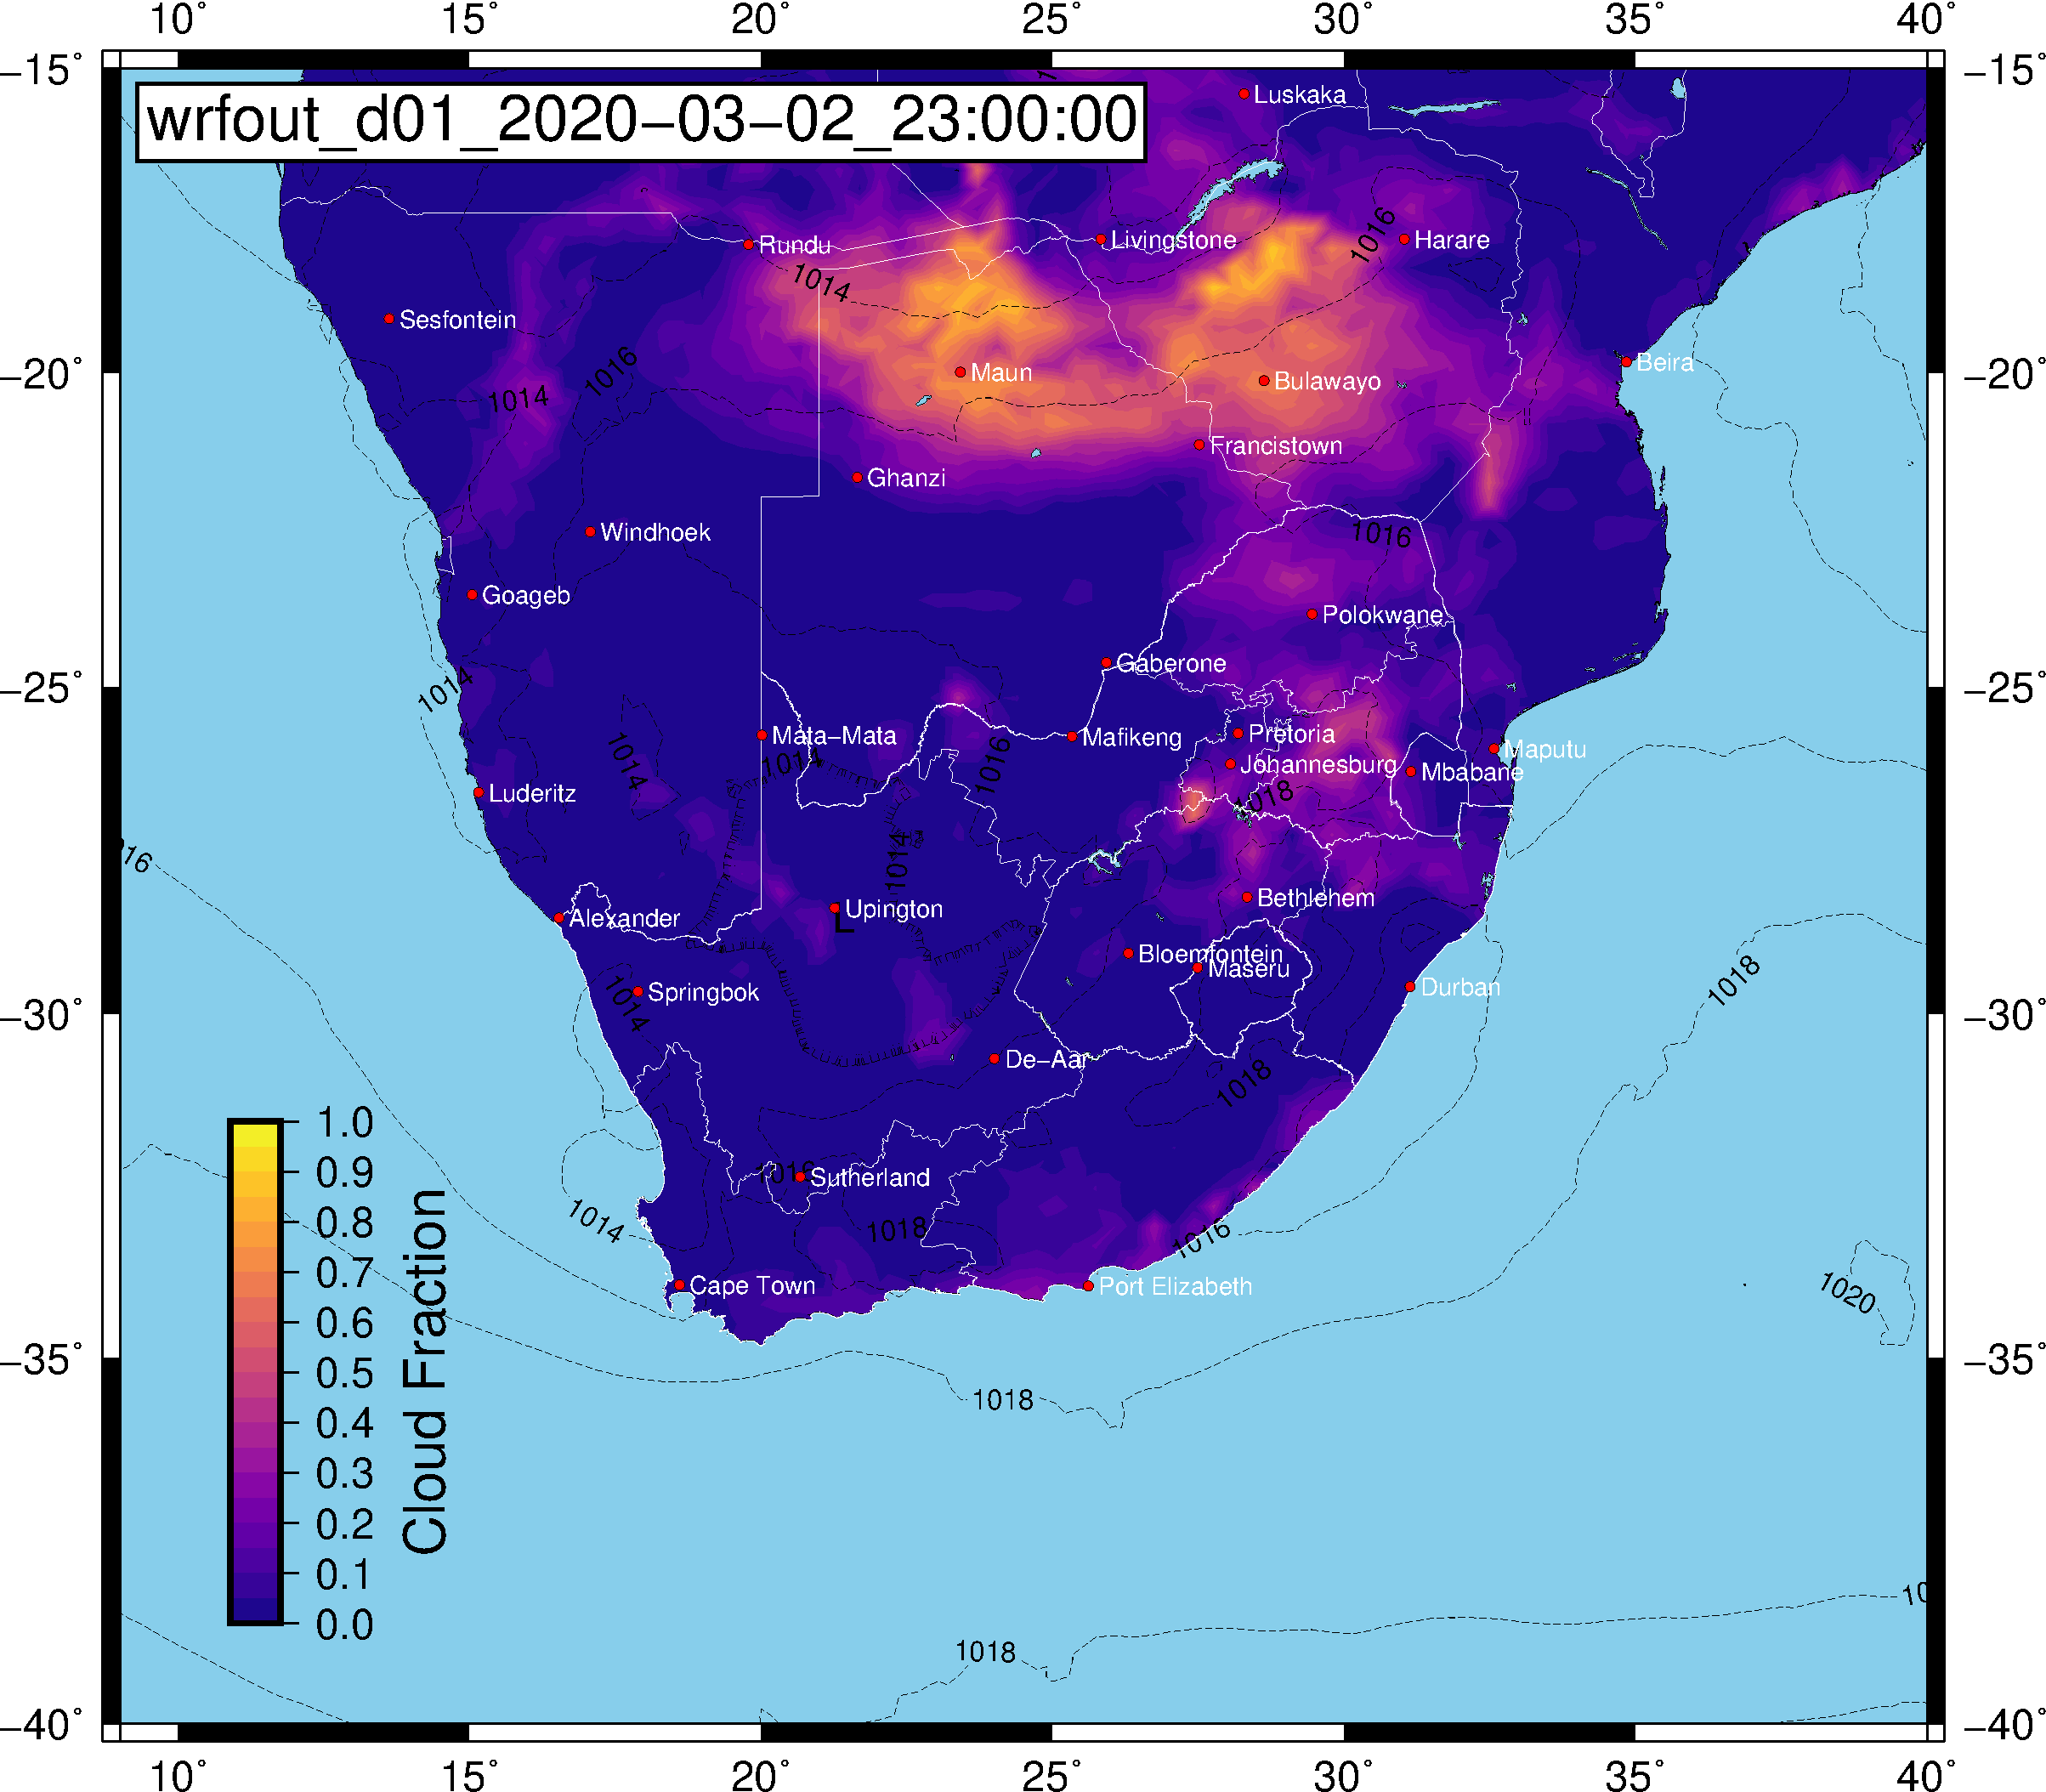 10° 15° 20° 25° 30° 35° 40°
−15° −15°
wrfout_d01_2020−03−02_23:00:00
Luskaka
1016
Rundu
Livingstone
Harare
1014
Sesfontein
1016
−20° −20°
Maun
Beira
Bulawayo
1014
Francistown
Ghanzi
Windhoek
1016
Goageb
Polokwane
Gaberone
1014
−25° −25°
Mata−Mata
Mafikeng
Pretoria
Maputu
1014
1014
1016
Johannesburg
Mbabane
Luderitz
1018
16
1014
Bethlehem
Upington
L
Alexander
Bloemfontein
Maseru
1018
Springbok
Durban
1014
−30° −30°
De−Aar
1018
1016
Sutherland
1014
1018
1016
Cape Town
Port Elizabeth
1020
−35° −35°
1018
1.0
0.9
0.8
0.7
0.6
0.5
0.4
0.3
0.2
0.1
0.0
Cloud Fraction
10
1018
−40° −40°
10° 15° 20° 25° 30° 35° 40°